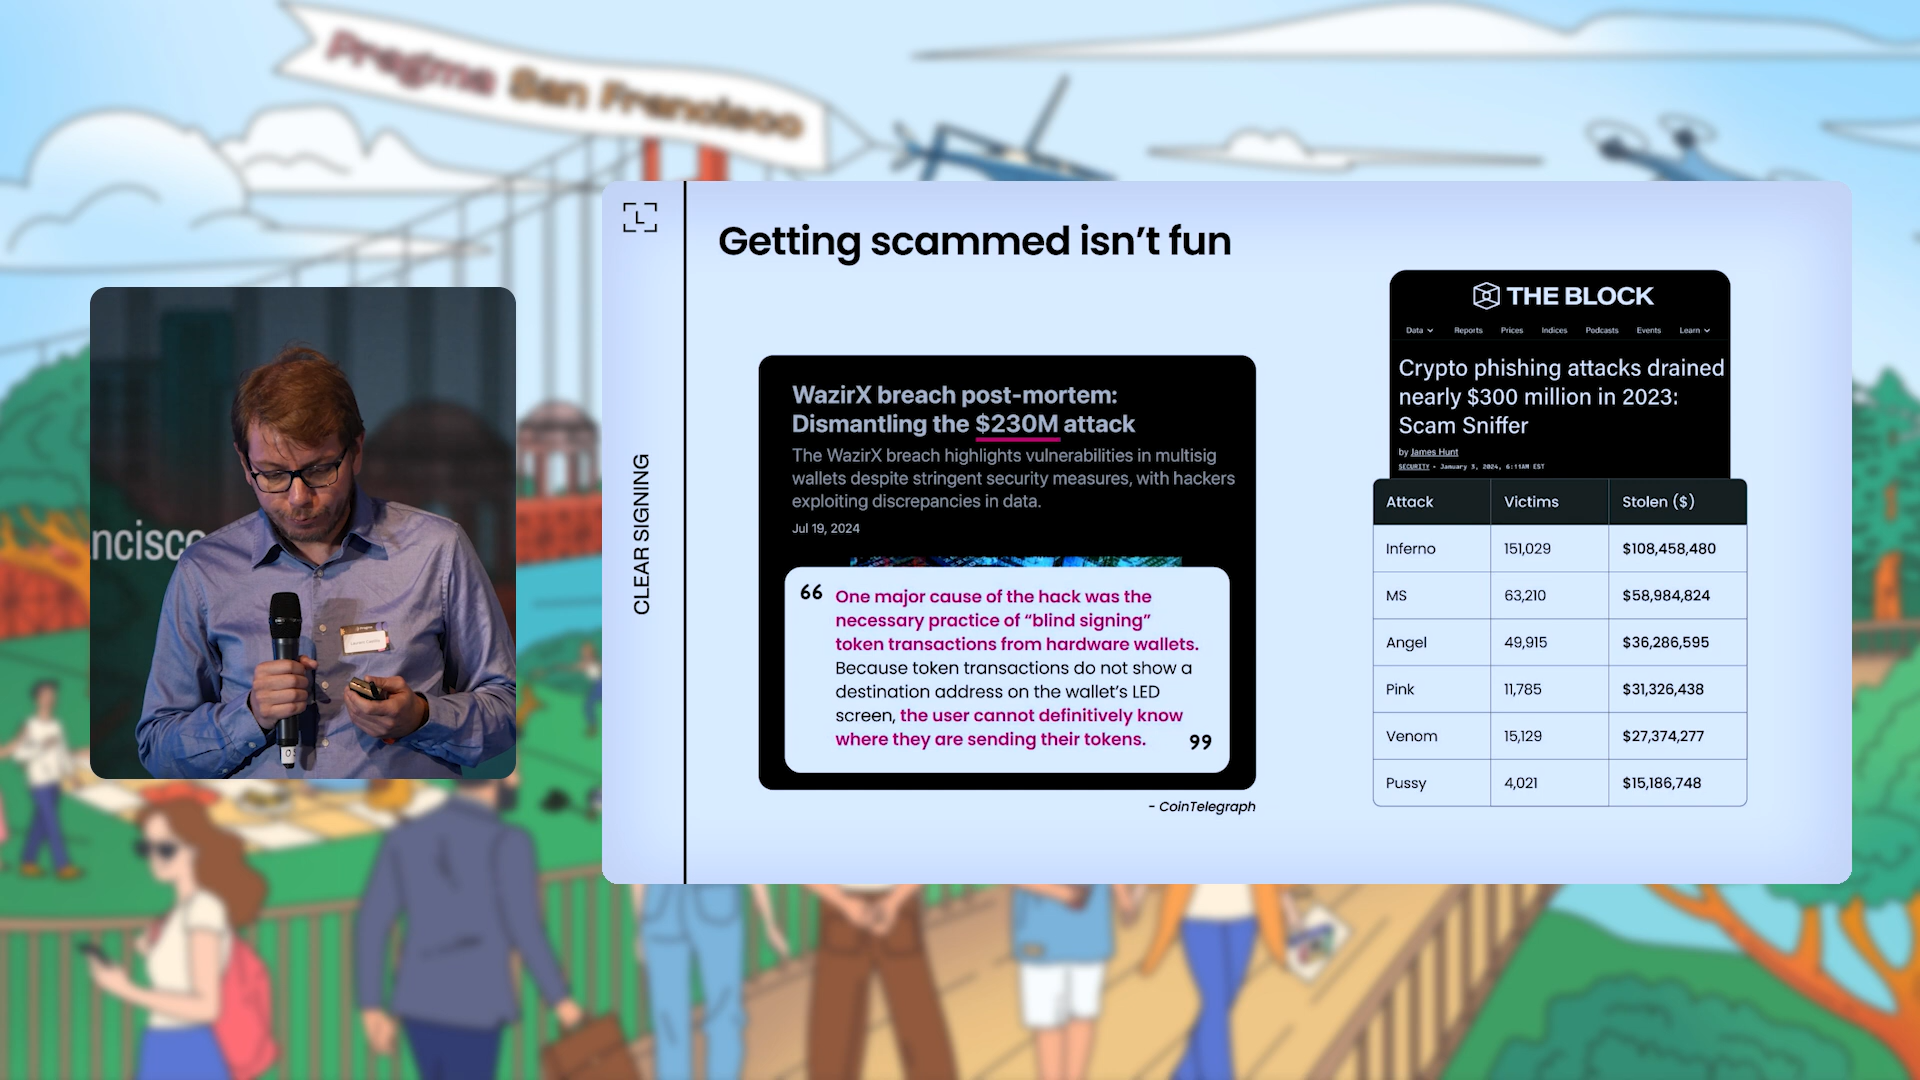 Pragma San Francisco
ncisco
L
CLEAR SIGNING
Getting scammed isn't fun
WazirX breach post-mortem:
Dismantling the $230M attack
The WazirX breach highlights vulnerabilities in multisig
wallets despite stringent security measures, with hackers
exploiting discrepancies in data.
Jul 19, 2024
“ One major cause of the hack was the
necessary practice of “blind signing”
token transactions from hardware wallets.
Because token transactions do not show a
destination address on the wallet's LED
screen, the user cannot definitively know
where they are sending their tokens. ”
- CoinTelegraph
THE BLOCK
Data Reports Prices Indices Podcasts Events Learn
Crypto phishing attacks drained
nearly $300 million in 2023:
Scam Sniffer
by James Hunt
SECURITY • January 3, 2024, 6:11AM EST
Attack Victims Stolen ($)
Inferno 151,029 $108,458,480
MS 63,210 $58,984,824
Angel 49,915 $36,286,595
Pink 11,785 $31,326,438
Venom 15,129 $27,374,277
Pussy 4,021 $15,186,748